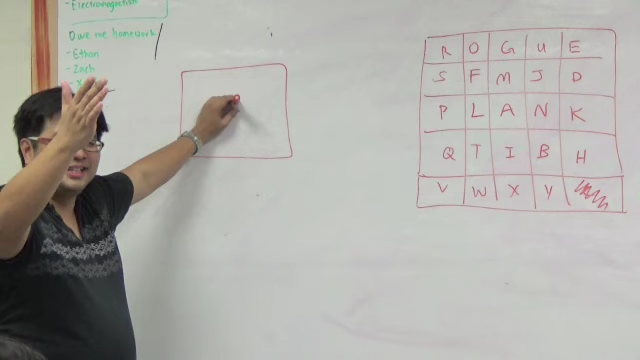 - Electromagnetism
Owe me homework
- Ethan
- Zach
R O G U E
S F M J D
P L A N K
Q T I B H
V W X Y